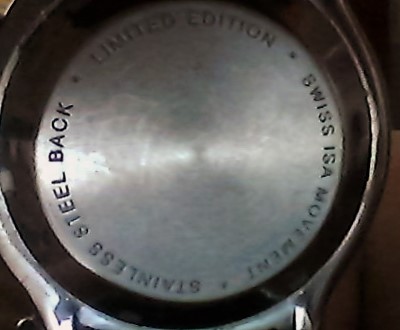 LIMITED EDITION
SWISS ISA MOVEMENT
STAINLESS STEEL BACK